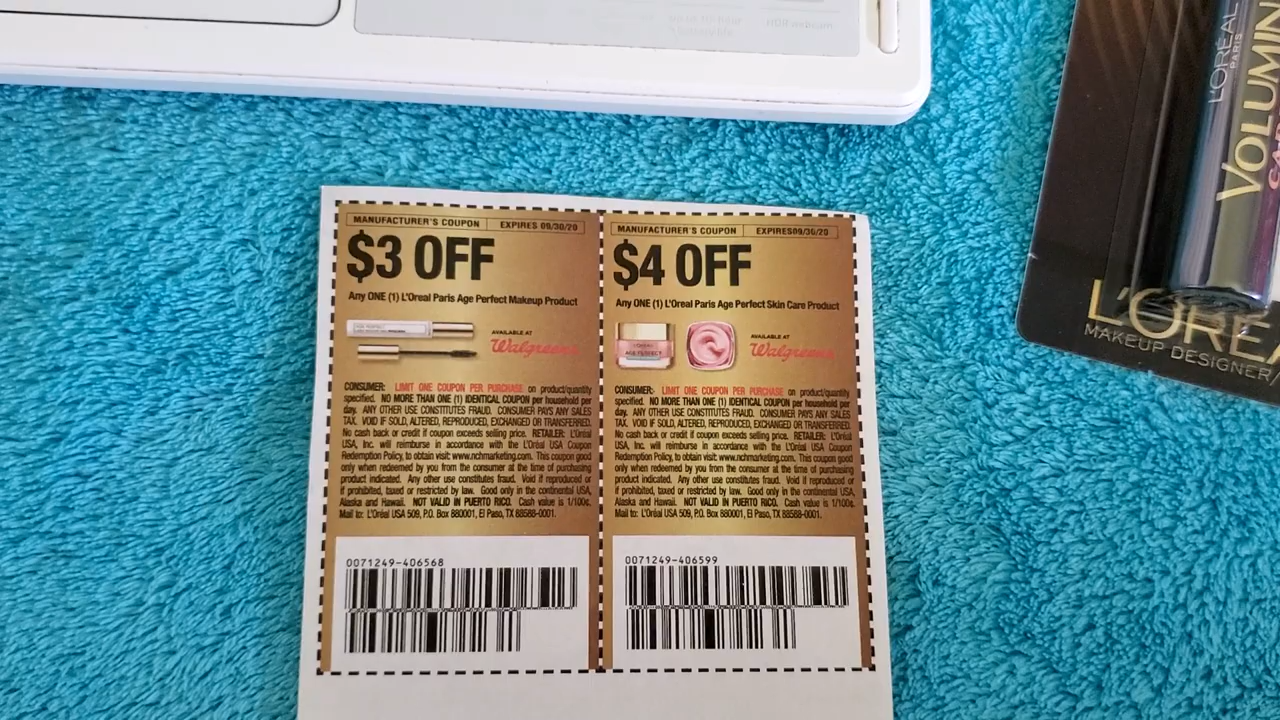 L'ORÉAL
PARIS
VOLUMIN
L'ORÉA
MAKEUP DESIGNER/
MANUFACTURER'S COUPON EXPIRES 09/30/20
$3 OFF
Any ONE (1) L'Oreal Paris Age Perfect Makeup Product
AVAILABLE AT
Walgreens
CONSUMER: LIMIT ONE COUPON PER PURCHASE on product/quantity
specified. NO MORE THAN ONE (1) IDENTICAL COUPON per household per
day. ANY OTHER USE CONSTITUTES FRAUD. CONSUMER PAYS ANY SALES
TAX. VOID IF SOLD, ALTERED, REPRODUCED, EXCHANGED OR TRANSFERRED.
No cash back or credit if coupon exceeds selling price. RETAILER: L'Oréal
USA, Inc. will reimburse in accordance with the L'Oréal USA Coupon
Redemption Policy, to obtain visit: www.nchmarketing.com. This coupon good
only when redeemed by you from the consumer at the time of purchasing
product indicated. Any other use constitutes fraud. Void if reproduced or
if prohibited, taxed or restricted by law. Good only in the continental USA,
Alaska and Hawaii. NOT VALID IN PUERTO RICO. Cash value is 1/100¢.
Mail to: L'Oréal USA 509, P.O. Box 880001, El Paso, TX 88588-0001.
0071249-406568
MANUFACTURER'S COUPON EXPIRES09/30/20
$4 OFF
Any ONE (1) L'Oreal Paris Age Perfect Skin Care Product
AGE PERFECT
AVAILABLE AT
Walgreens
CONSUMER: LIMIT ONE COUPON PER PURCHASE on product/quantity
specified. NO MORE THAN ONE (1) IDENTICAL COUPON per household per
day. ANY OTHER USE CONSTITUTES FRAUD. CONSUMER PAYS ANY SALES
TAX. VOID IF SOLD, ALTERED, REPRODUCED, EXCHANGED OR TRANSFERRED.
No cash back or credit if coupon exceeds selling price. RETAILER: L'Oréal
USA, Inc. will reimburse in accordance with the L'Oréal USA Coupon
Redemption Policy, to obtain visit: www.nchmarketing.com. This coupon good
only when redeemed by you from the consumer at the time of purchasing
product indicated. Any other use constitutes fraud. Void if reproduced or
if prohibited, taxed or restricted by law. Good only in the continental USA,
Alaska and Hawaii. NOT VALID IN PUERTO RICO. Cash value is 1/100¢.
Mail to: L'Oréal USA 509, P.O. Box 880001, El Paso, TX 88588-0001.
0071249-406599